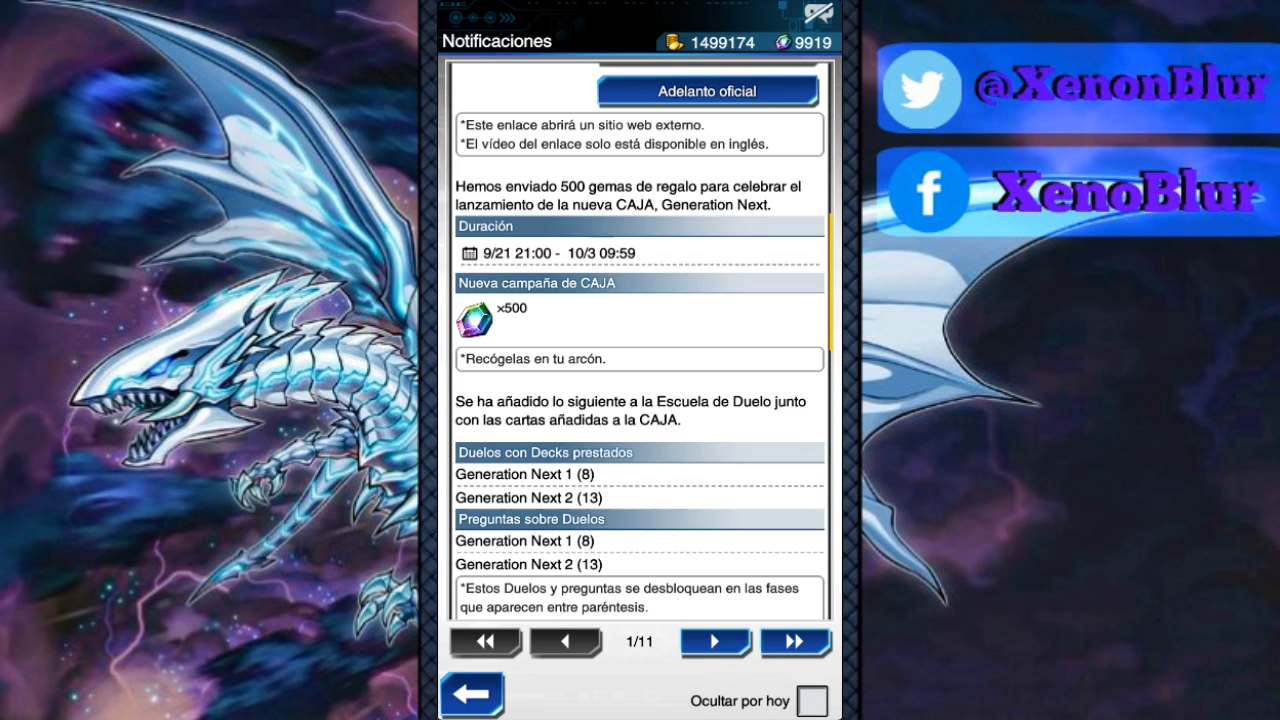 Notificaciones
1499174
9919
Adelanto oficial
*Este enlace abrirá un sitio web externo.
*El vídeo del enlace solo está disponible en inglés.
Hemos enviado 500 gemas de regalo para celebrar el
lanzamiento de la nueva CAJA, Generation Next.
Duración
9/21 21:00 - 10/3 09:59
Nueva campaña de CAJA
×500
*Recógelas en tu arcón.
Se ha añadido lo siguiente a la Escuela de Duelo junto
con las cartas añadidas a la CAJA.
Duelos con Decks prestados
Generation Next 1 (8)
Generation Next 2 (13)
Preguntas sobre Duelos
Generation Next 1 (8)
Generation Next 2 (13)
*Estos Duelos y preguntas se desbloquean en las fases
que aparecen entre paréntesis.
1/11
Ocultar por hoy
@XenonBlur
XenoBlur